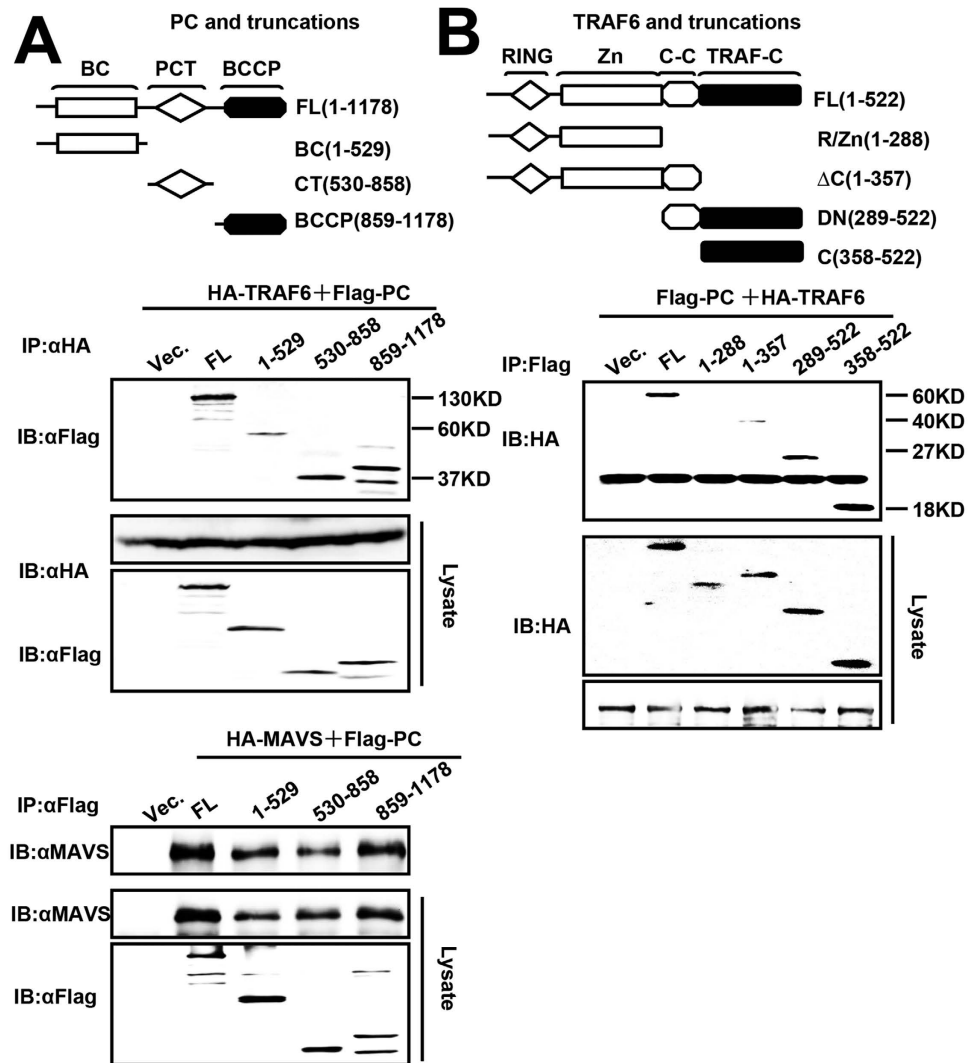 A
PC and truncations
BC PCT BCCP
FL(1-1178)
BC(1-529)
CT(530-858)
BCCP(859-1178)
HA-TRAF6+Flag-PC
IP:αHA
Vec. FL 1-529 530-858 859-1178
IB:αFlag
130KD
60KD
37KD
IB:αHA
IB:αFlag
Lysate
HA-MAVS+Flag-PC
IP:αFlag
Vec. FL 1-529 530-858 859-1178
IB:αMAVS
IB:αMAVS
IB:αFlag
Lysate
B
TRAF6 and truncations
RING Zn C-C TRAF-C
FL(1-522)
R/Zn(1-288)
ΔC(1-357)
DN(289-522)
C(358-522)
Flag-PC +HA-TRAF6
IP:Flag
Vec. FL 1-288 1-357 289-522 358-522
IB:HA
60KD
40KD
27KD
18KD
IB:HA
Lysate